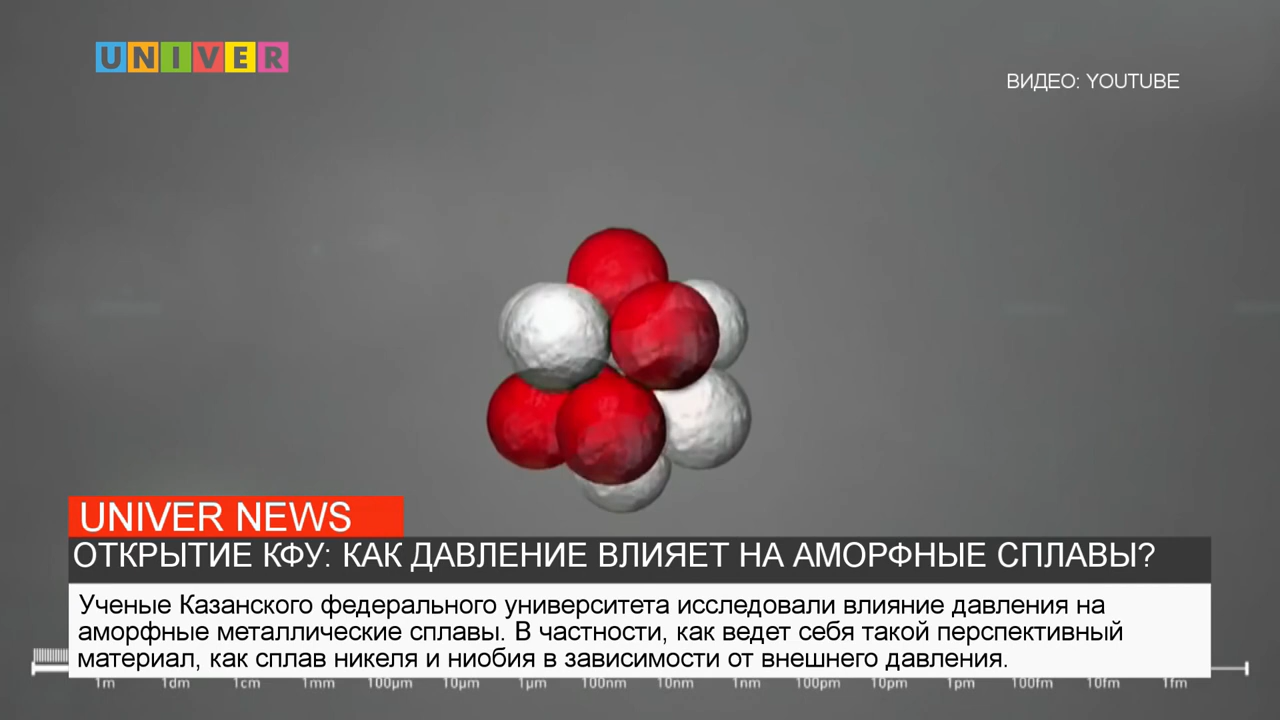 UNIVER
ВИДЕО: YOUTUBE
UNIVER NEWS
ОТКРЫТИЕ КФУ: КАК ДАВЛЕНИЕ ВЛИЯЕТ НА АМОРФНЫЕ СПЛАВЫ?
Ученые Казанского федерального университета исследовали влияние давления на
аморфные металлические сплавы. В частности, как ведет себя такой перспективный
материал, как сплав никеля и ниобия в зависимости от внешнего давления.
1m 1dm 1cm 1mm 100µm 10µm 1µm 100nm 10nm 1nm 100pm 10pm 1pm 100fm 10fm 1fm